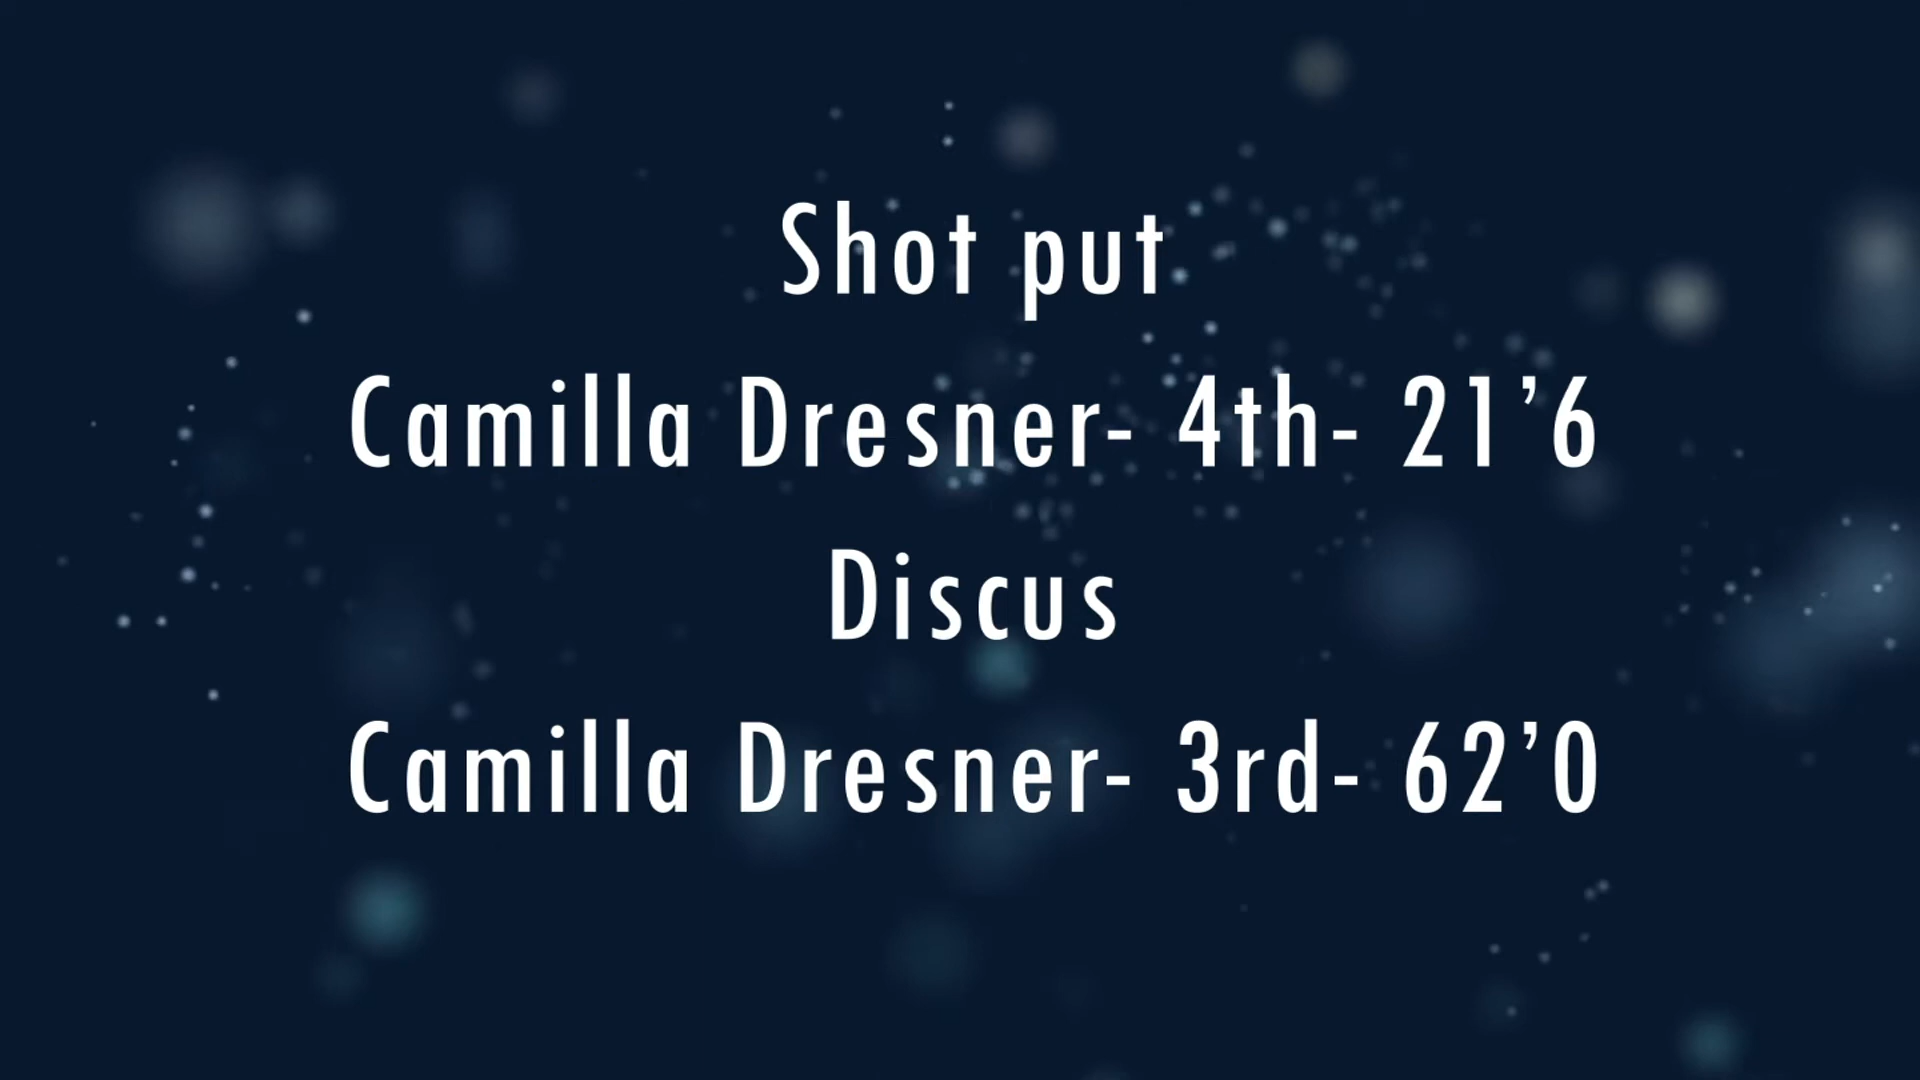 Shot put
Camilla Dresner- 4th- 21’6
Discus
Camilla Dresner- 3rd- 62’0